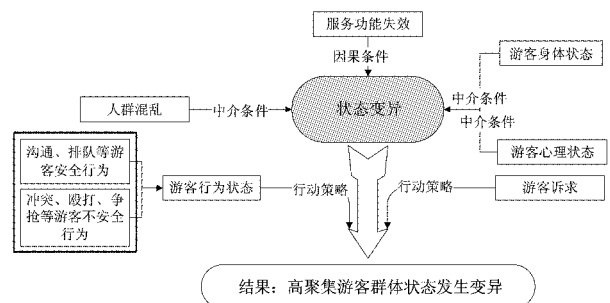 服务功能失效
因果条件
游客身体状态
人群混乱
中介条件
状态变异
中介条件
中介条件
游客心理状态
沟通、排队等游
客安全行为
冲突、殴打、争
抢等游客不安全
行为
游客行为状态
行动策略
行动策略
游客诉求
结果：高聚集游客群体状态发生变异